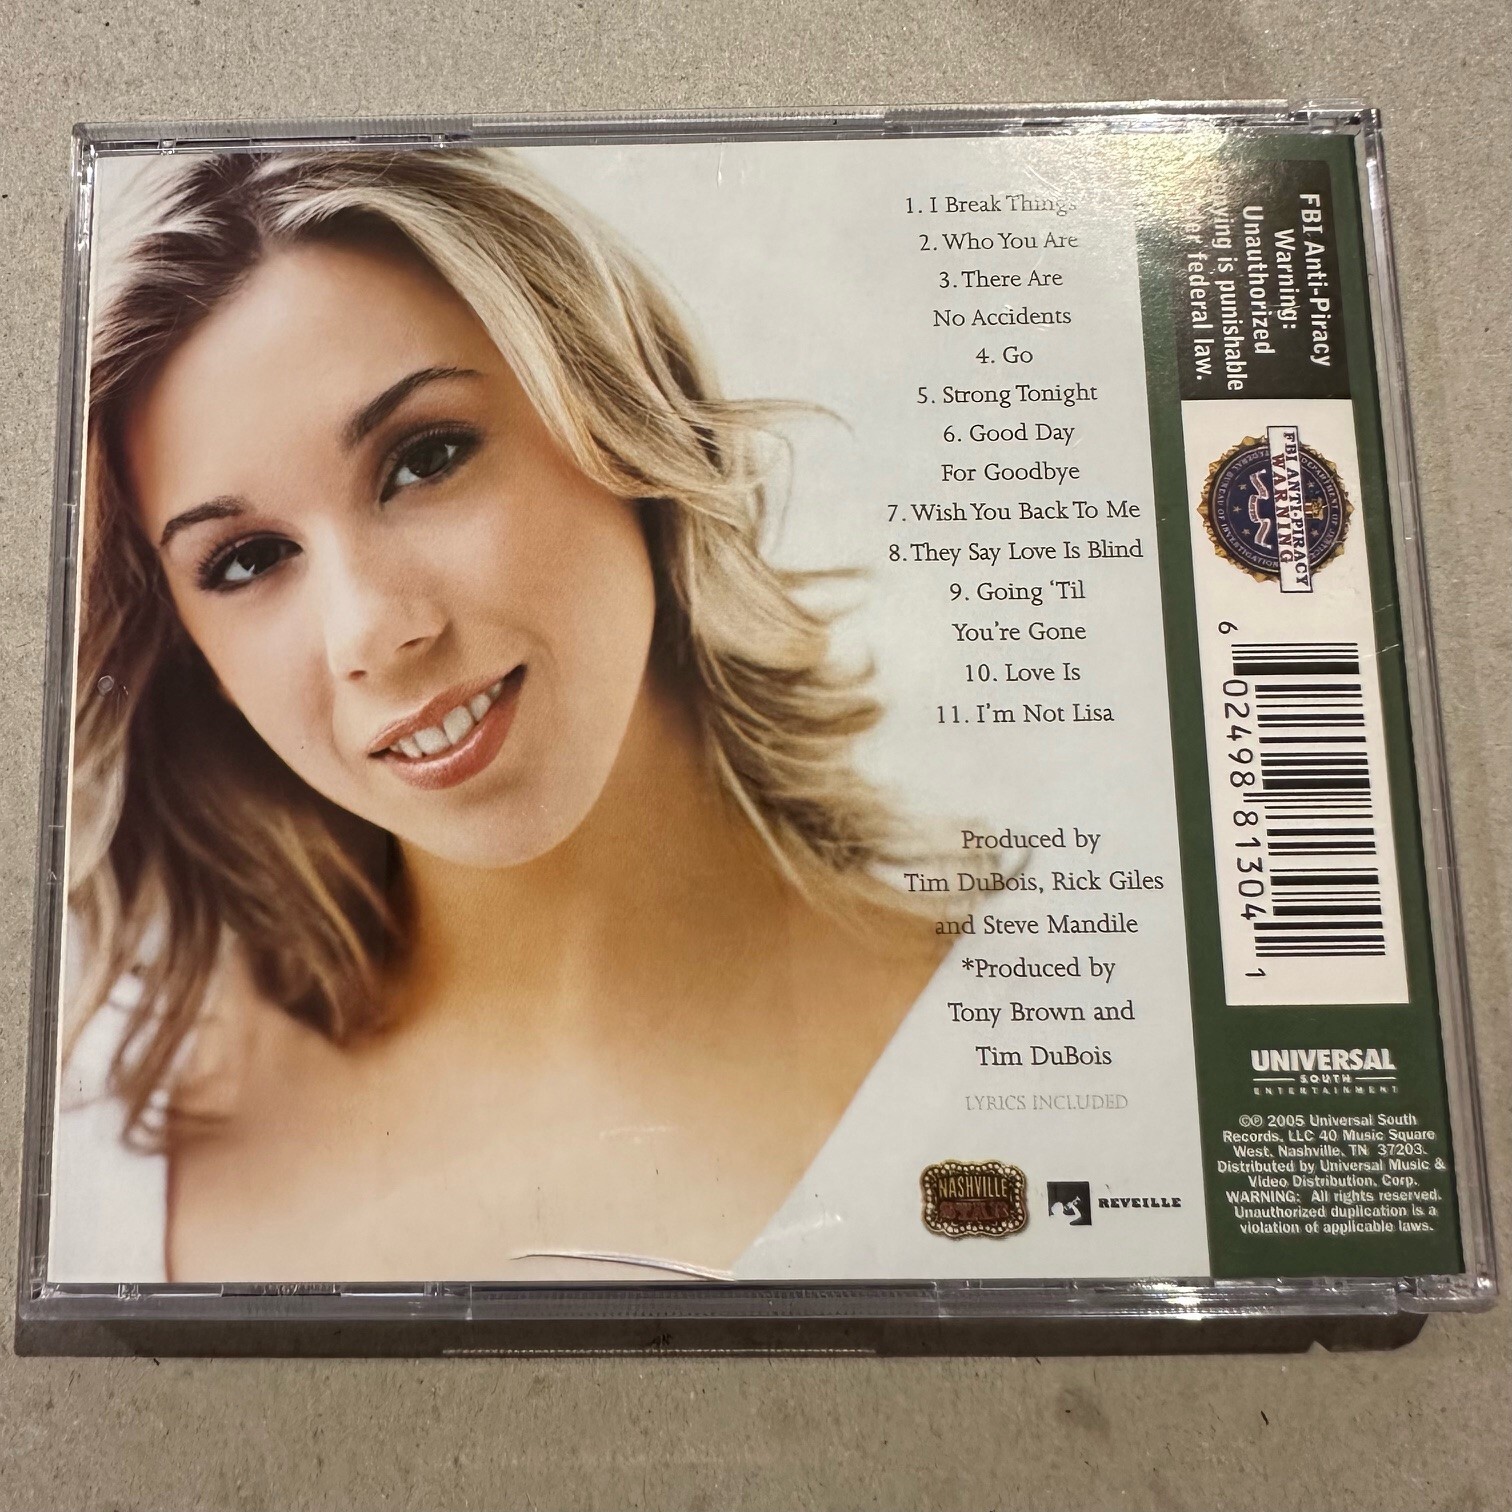 1. I Break Things
2. Who You Are
3. There Are
No Accidents
4. Go
5. Strong Tonight
6. Good Day
For Goodbye
7. Wish You Back To Me
8. They Say Love Is Blind
9. Going ‘Til
You’re Gone
10. Love Is
11. I’m Not Lisa
Produced by
Tim DuBois, Rick Giles
and Steve Mandile
*Produced by
Tony Brown and
Tim DuBois
LYRICS INCLUDED
NASHVILLE
STAR
REVEILLE
FBI Anti-Piracy
Warning:
Unauthorized
is punishable
federal law.
FBI ANTI-PIRACY
WARNING
6 02498 81304 1
UNIVERSAL
SOUTH
ENTERTAINMENT
©℗ 2005 Universal South
Records, LLC 40 Music Square
West, Nashville, TN 37203.
Distributed by Universal Music &
Video Distribution, Corp.
WARNING: All rights reserved.
Unauthorized duplication is a
violation of applicable laws.